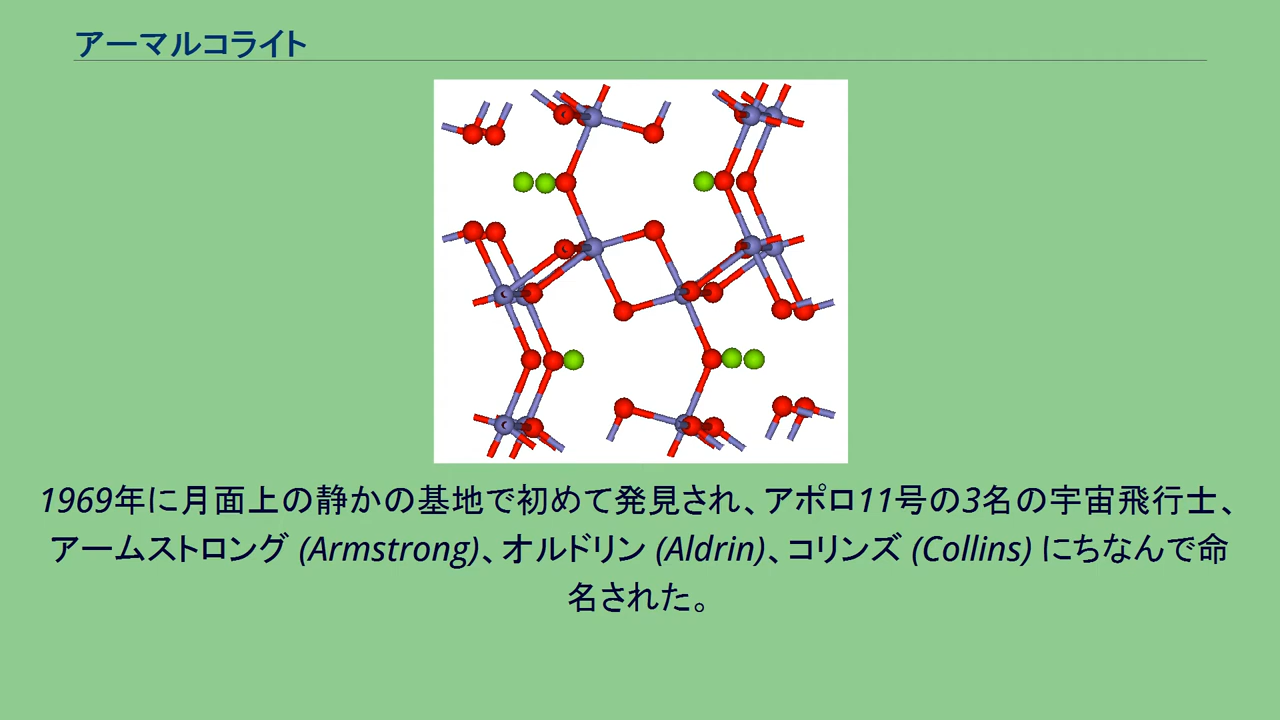 アーマルコライト
1969年に月面上の静かの基地で初めて発見され、アポロ11号の3名の宇宙飛行士、
アームストロング (Armstrong)、オルドリン (Aldrin)、コリンズ (Collins) にちなんで命
名された。